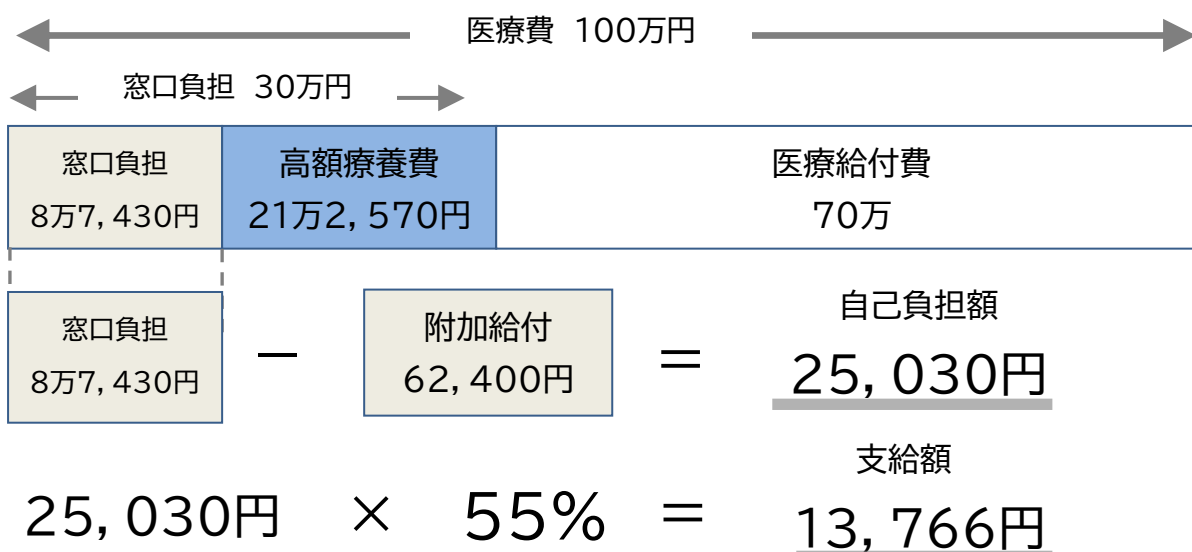 医療費 100万円
窓口負担 30万円
窓口負担
8万7,430円
高額療養費
21万2,570円
医療給付費
70万
窓口負担
8万7,430円
－
附加給付
62,400円
＝
自己負担額
25,030円
25,030円 × 55% ＝
支給額
13,766円